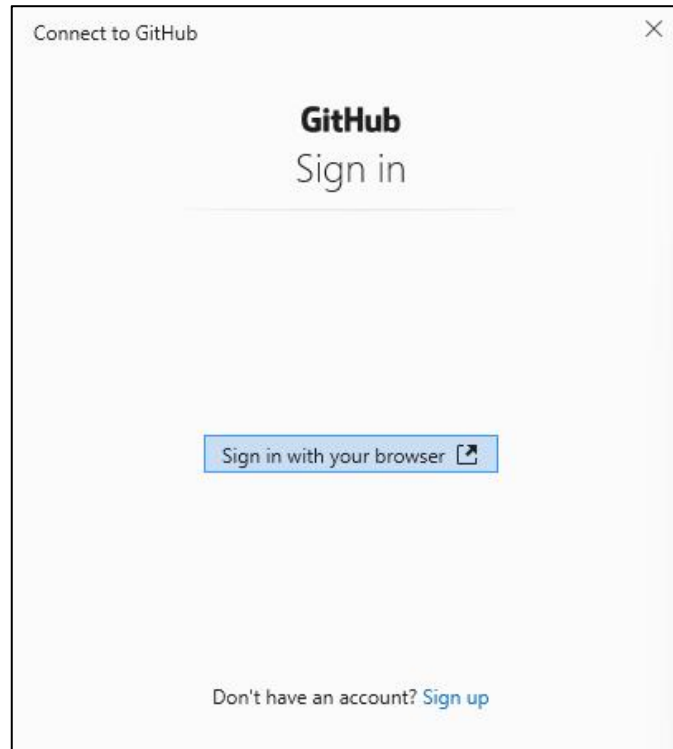 Connect to GitHub
GitHub
Sign in
Sign in with your browser
Don't have an account? Sign up